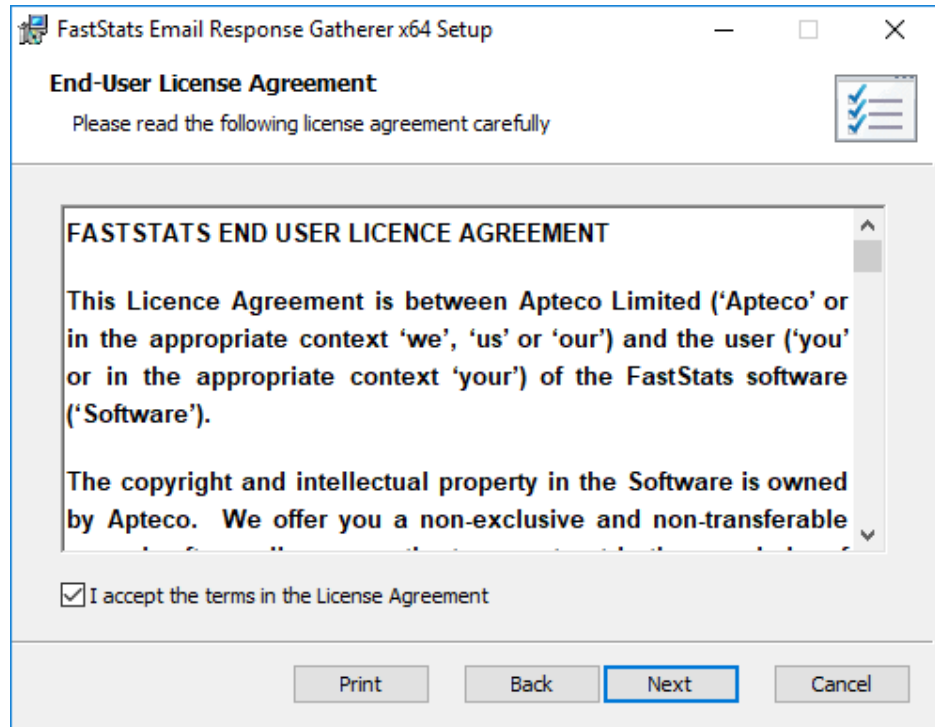 FastStats Email Response Gatherer x64 Setup
End-User License Agreement
Please read the following license agreement carefully
FASTSTATS END USER LICENCE AGREEMENT
This Licence Agreement is between Apteco Limited (‘Apteco’ or
in the appropriate context ‘we’, ‘us’ or ‘our’) and the user (‘you’
or in the appropriate context ‘your’) of the FastStats software
(‘Software’).
The copyright and intellectual property in the Software is owned
by Apteco. We offer you a non-exclusive and non-transferable
I accept the terms in the License Agreement
Print Back Next Cancel